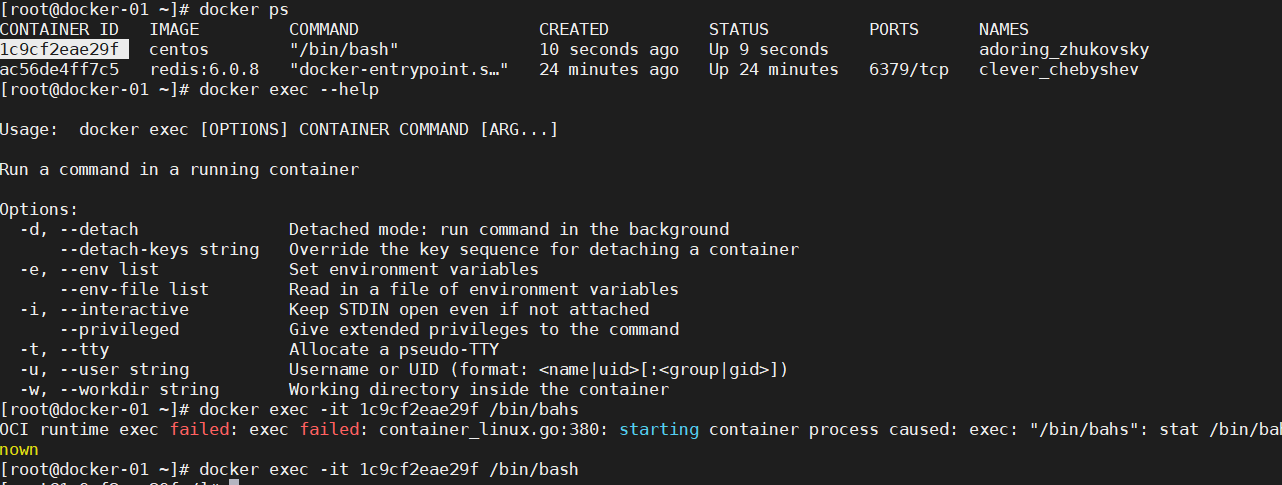 [root@docker-01 ~]# docker ps
CONTAINER ID   IMAGE         COMMAND                  CREATED          STATUS          PORTS      NAMES
1c9cf2eae29f   centos        "/bin/bash"              10 seconds ago   Up 9 seconds               adoring_zhukovsky
ac56de4ff7c5   redis:6.0.8   "docker-entrypoint.s…"   24 minutes ago   Up 24 minutes   6379/tcp   clever_chebyshev
[root@docker-01 ~]# docker exec --help
Usage:  docker exec [OPTIONS] CONTAINER COMMAND [ARG...]
Run a command in a running container
Options:
  -d, --detach               Detached mode: run command in the background
      --detach-keys string   Override the key sequence for detaching a container
  -e, --env list             Set environment variables
      --env-file list        Read in a file of environment variables
  -i, --interactive          Keep STDIN open even if not attached
      --privileged           Give extended privileges to the command
  -t, --tty                  Allocate a pseudo-TTY
  -u, --user string          Username or UID (format: <name|uid>[:<group|gid>])
  -w, --workdir string       Working directory inside the container
[root@docker-01 ~]# docker exec -it 1c9cf2eae29f /bin/bahs
OCI runtime exec failed: exec failed: container_linux.go:380: starting container process caused: exec: "/bin/bahs": stat /bin/bah
nown
[root@docker-01 ~]# docker exec -it 1c9cf2eae29f /bin/bash